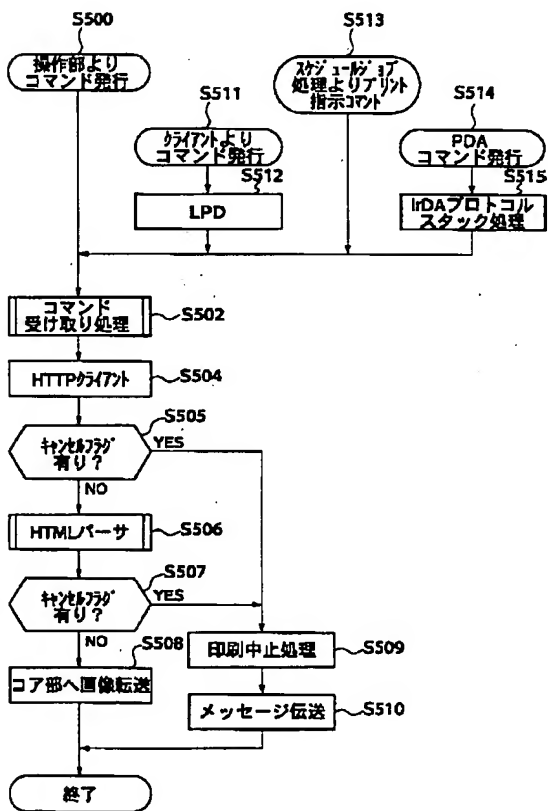 S500
操作部より
コマンド発行
S511
クライアントより
コマンド発行
S512
LPD
S513
スケジュールジョブ
処理よりプリント
指示コマンド
S514
PDA
コマンド発行
S515
IrDAプロトコル
スタック処理
コマンド
受け取り処理
S502
HTTPクライアント
S504
S505
キャンセルフラグ
有り?
YES
NO
HTMLパーサ
S506
S507
キャンセルフラグ
有り?
YES
NO
S508
コア部へ画像転送
印刷中止処理
S509
メッセージ伝送
S510
終了